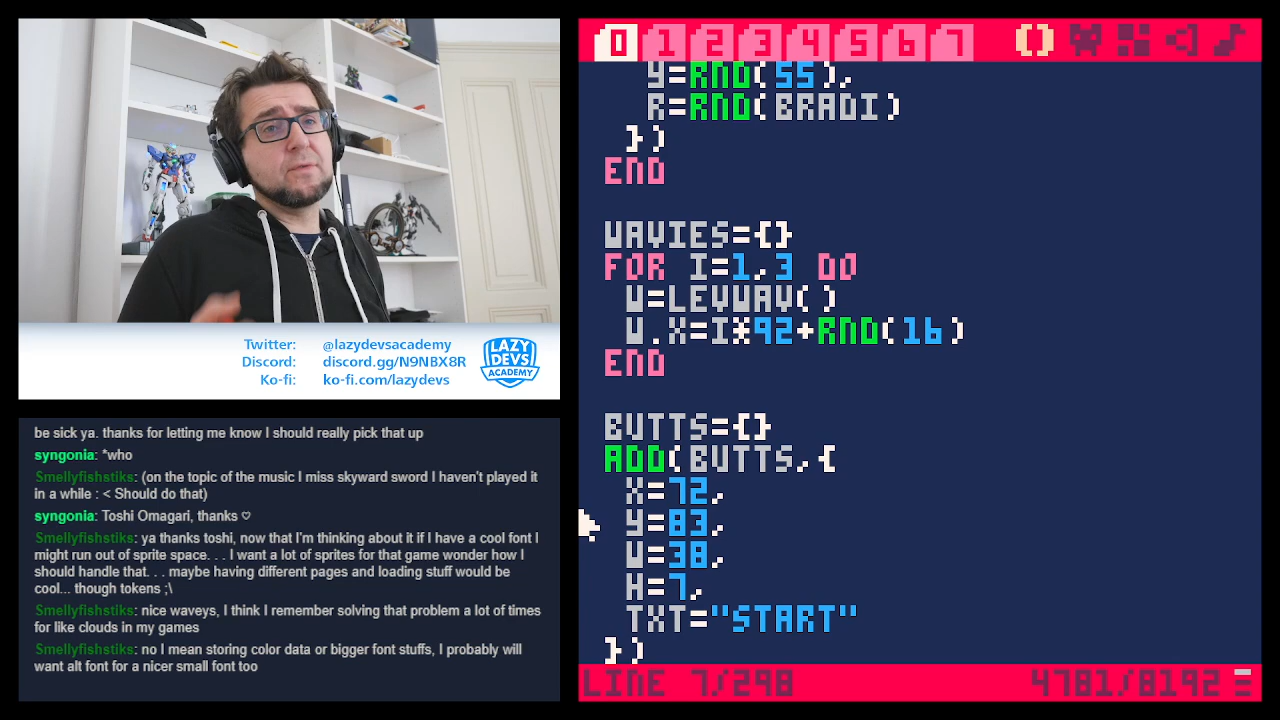 Twitter: @lazydevsacademy
Discord: discord.gg/N9NBX8R
Ko-fi: ko-fi.com/lazydevs
LAZY
DEVS
ACADEMY
be sick ya. thanks for letting me know I should really pick that up
syngonia: *who
Smellyfishstiks: (on the topic of the music I miss skyward sword I haven't played it
in a while : < Should do that)
syngonia: Toshi Omagari, thanks ♡
Smellyfishstiks: ya thanks toshi, now that I'm thinking about it if I have a cool font I
might run out of sprite space. . . I want a lot of sprites for that game wonder how I
should handle that. . . maybe having different pages and loading stuff would be
cool... though tokens ;\
Smellyfishstiks: nice waveys, I think I remember solving that problem a lot of times
for like clouds in my games
Smellyfishstiks: no I mean storing color data or bigger font stuffs, I probably will
want alt font for a nicer small font too
0 1 2 3 4 5 6 7 ()
Y=RND(55),
R=RND(BRADI)
})
END
WAVIES={}
FOR I=1,3 DO
W=LEVWAV()
W.X=I*92+RND(16)
END
BUTTS={}
ADD(BUTTS,{
X=72,
Y=83,
W=38,
H=7,
TXT="START"
})
LINE 7/298 4781/8192